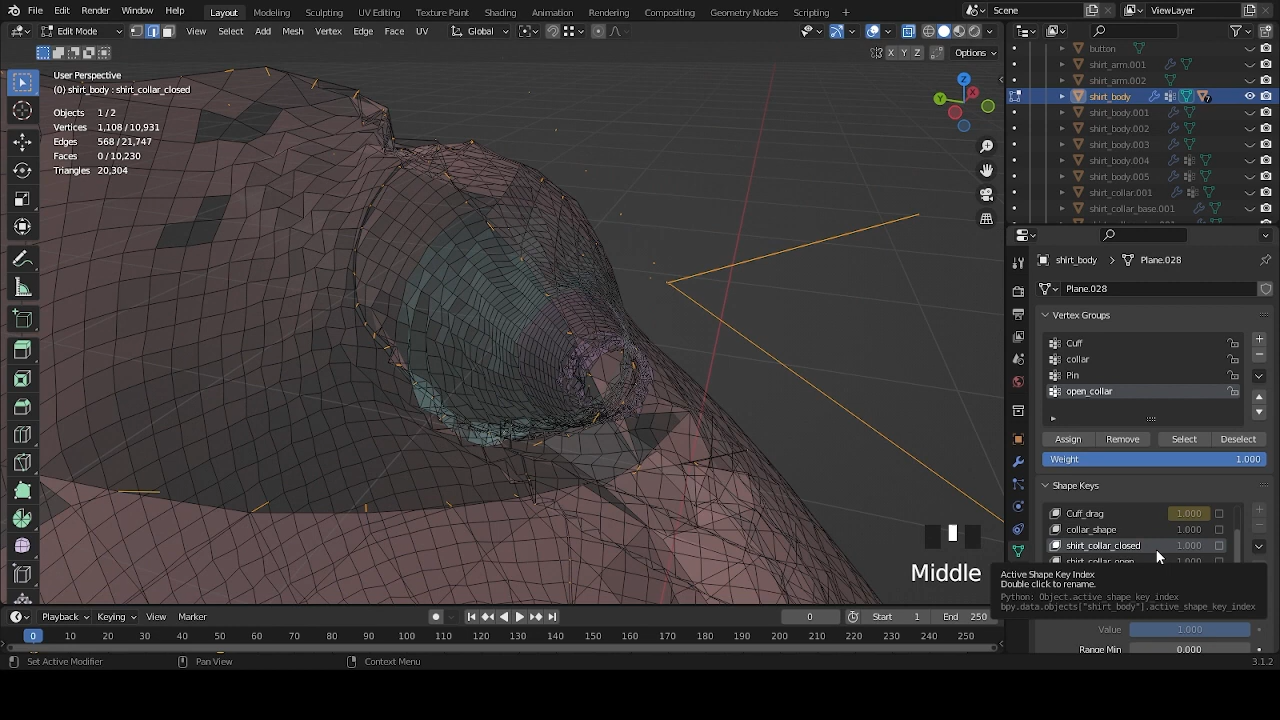 File Edit Render Window Help
Layout Modeling Sculpting UV Editing Texture Paint Shading Animation Rendering Compositing Geometry Nodes Scripting +
Scene
ViewLayer
Edit Mode
View Select Add Mesh Vertex Edge Face UV
Global
X Y Z
Options
User Perspective
(0) shirt_body : shirt_collar_closed
Objects 1 / 2
Vertices 1,108 / 10,931
Edges 568 / 21,747
Faces 0 / 10,230
Triangles 20,304
Z
Y
X
Middle
button
shirt_arm.001
shirt_arm.002
shirt_body
7
shirt_body.001
shirt_body.002
shirt_body.003
shirt_body.004
shirt_body.005
shirt_collar.001
shirt_collar_base.001
shirt_body > Plane.028
Plane.028
Vertex Groups
Cuff
collar
Pin
open_collar
Assign Remove Select Deselect
Weight 1.000
Shape Keys
Cuff_drag 1.000
collar_shape 1.000
shirt_collar_closed 1.000
shirt_collar_open 1.000
Active Shape Key Index
Double click to rename.
Python: Object.active_shape_key_index
bpy.data.objects["shirt_body"].active_shape_key_index
Value 1.000
Range Min 0.000
Playback Keying View Marker
0 Start 1 End 250
0 10 20 30 40 50 60 70 80 90 100 110 120 130 140 150 160 170 180 190 200 210 220 230 240 250
Set Active Modifier Pan View Context Menu 3.1.2